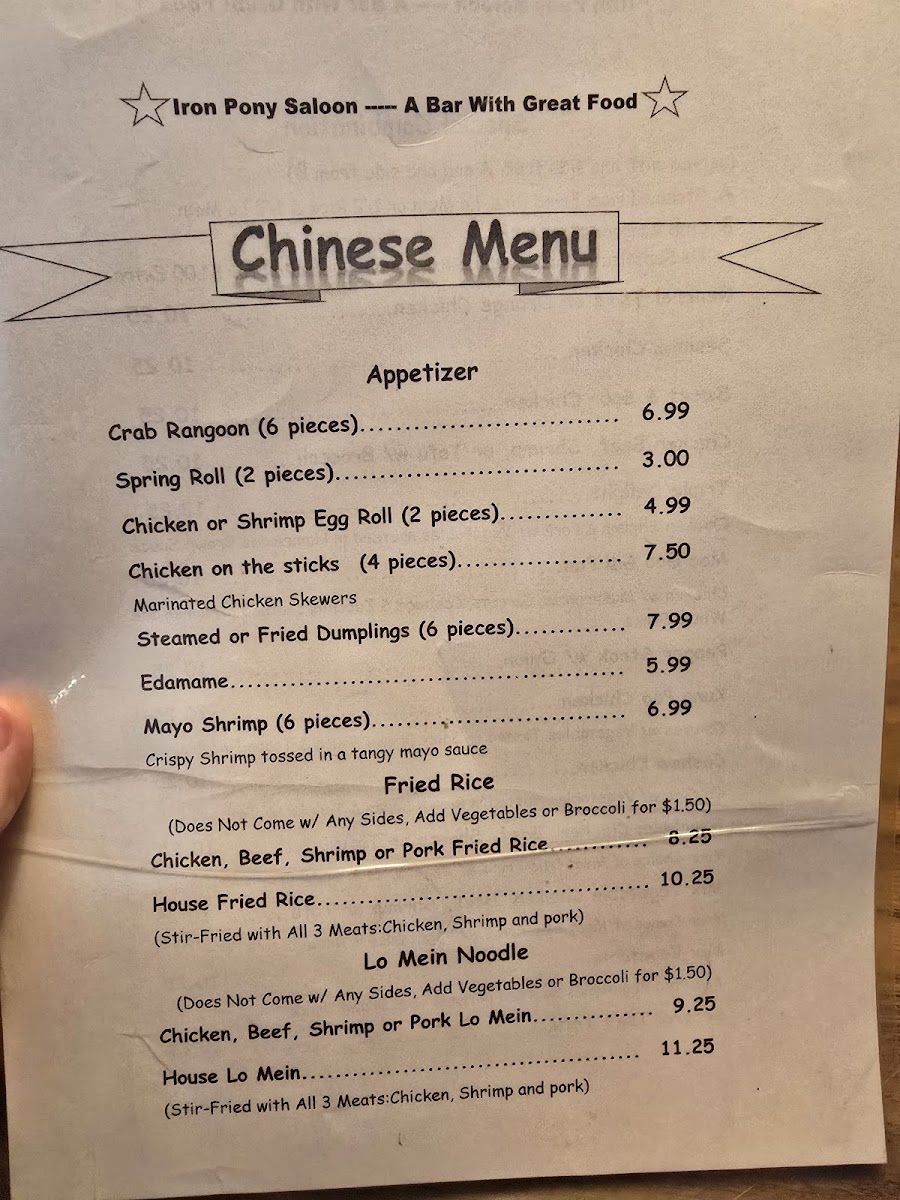 Iron Pony Saloon ----- A Bar With Great Food
Chinese Menu
Appetizer
Crab Rangoon (6 pieces)............................ 6.99
Spring Roll (2 pieces)............................... 3.00
Chicken or Shrimp Egg Roll (2 pieces)............. 4.99
Chicken on the sticks (4 pieces).................. 7.50
Marinated Chicken Skewers
Steamed or Fried Dumplings (6 pieces)............ 7.99
Edamame........................................... 5.99
Mayo Shrimp (6 pieces)............................ 6.99
Crispy Shrimp tossed in a tangy mayo sauce
Fried Rice
(Does Not Come w/ Any Sides, Add Vegetables or Broccoli for $1.50)
Chicken, Beef, Shrimp or Pork Fried Rice...........
House Fried Rice..................................... 10.25
(Stir-Fried with All 3 Meats:Chicken, Shrimp and pork)
Lo Mein Noodle
(Does Not Come w/ Any Sides, Add Vegetables or Broccoli for $1.50)
Chicken, Beef, Shrimp or Pork Lo Mein.............. 9.25
House Lo Mein...................................... 11.25
(Stir-Fried with All 3 Meats:Chicken, Shrimp and pork)